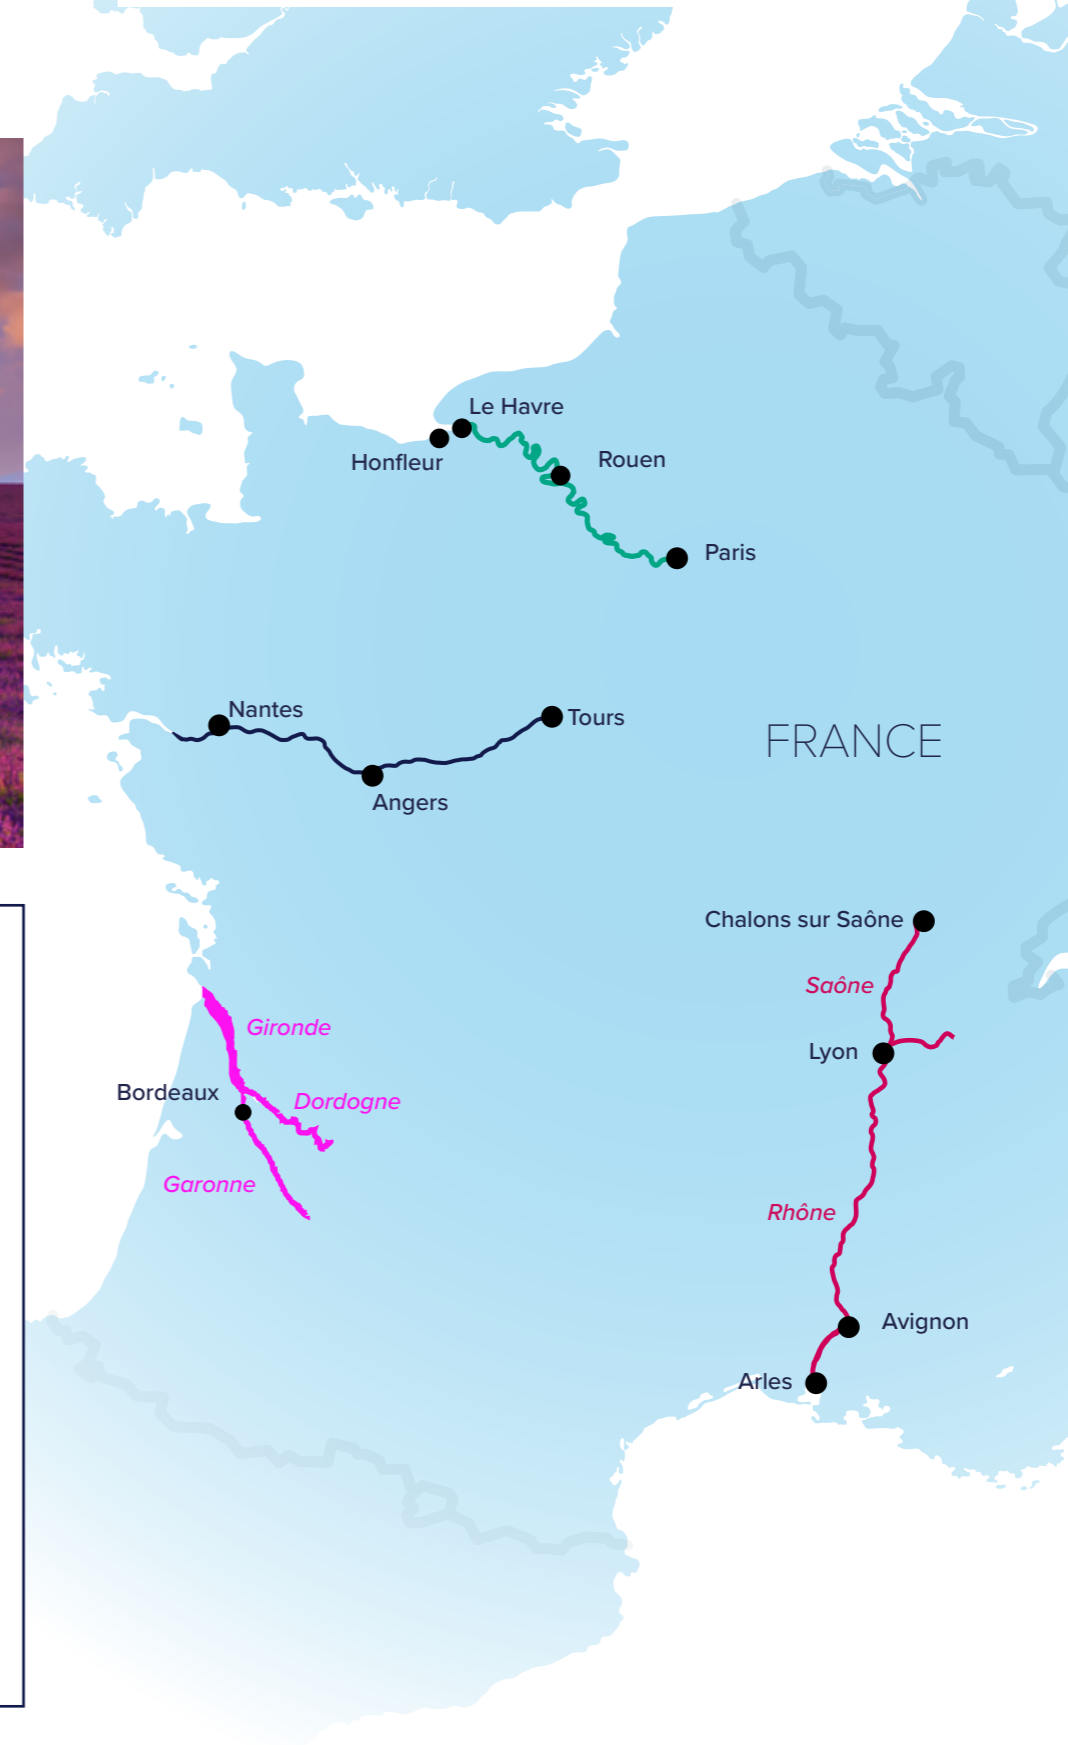 Le Havre
Honfleur
Rouen
Paris
Nantes
Tours
Angers
FRANCE
Chalons sur Saône
Saône
Gironde
Lyon
Bordeaux
Dordogne
Garonne
Rhône
Avignon
Arles